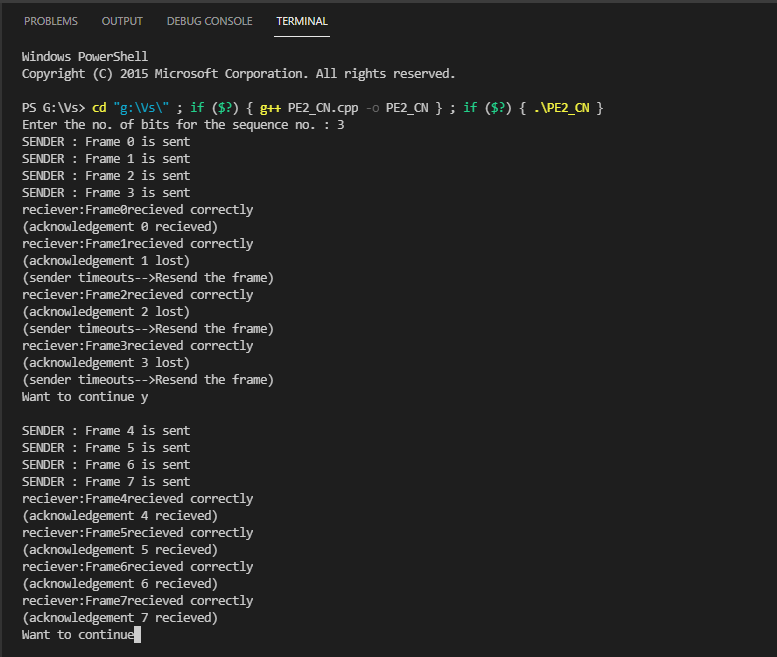 PROBLEMS OUTPUT DEBUG CONSOLE TERMINAL
Windows PowerShell
Copyright (C) 2015 Microsoft Corporation. All rights reserved.
PS G:\Vs> cd "g:\Vs\" ; if ($?) { g++ PE2_CN.cpp -o PE2_CN } ; if ($?) { .\PE2_CN }
Enter the no. of bits for the sequence no. : 3
SENDER : Frame 0 is sent
SENDER : Frame 1 is sent
SENDER : Frame 2 is sent
SENDER : Frame 3 is sent
reciever:Frame0recieved correctly
(acknowledgement 0 recieved)
reciever:Frame1recieved correctly
(acknowledgement 1 lost)
(sender timeouts-->Resend the frame)
reciever:Frame2recieved correctly
(acknowledgement 2 lost)
(sender timeouts-->Resend the frame)
reciever:Frame3recieved correctly
(acknowledgement 3 lost)
(sender timeouts-->Resend the frame)
Want to continue y
SENDER : Frame 4 is sent
SENDER : Frame 5 is sent
SENDER : Frame 6 is sent
SENDER : Frame 7 is sent
reciever:Frame4recieved correctly
(acknowledgement 4 recieved)
reciever:Frame5recieved correctly
(acknowledgement 5 recieved)
reciever:Frame6recieved correctly
(acknowledgement 6 recieved)
reciever:Frame7recieved correctly
(acknowledgement 7 recieved)
Want to continue